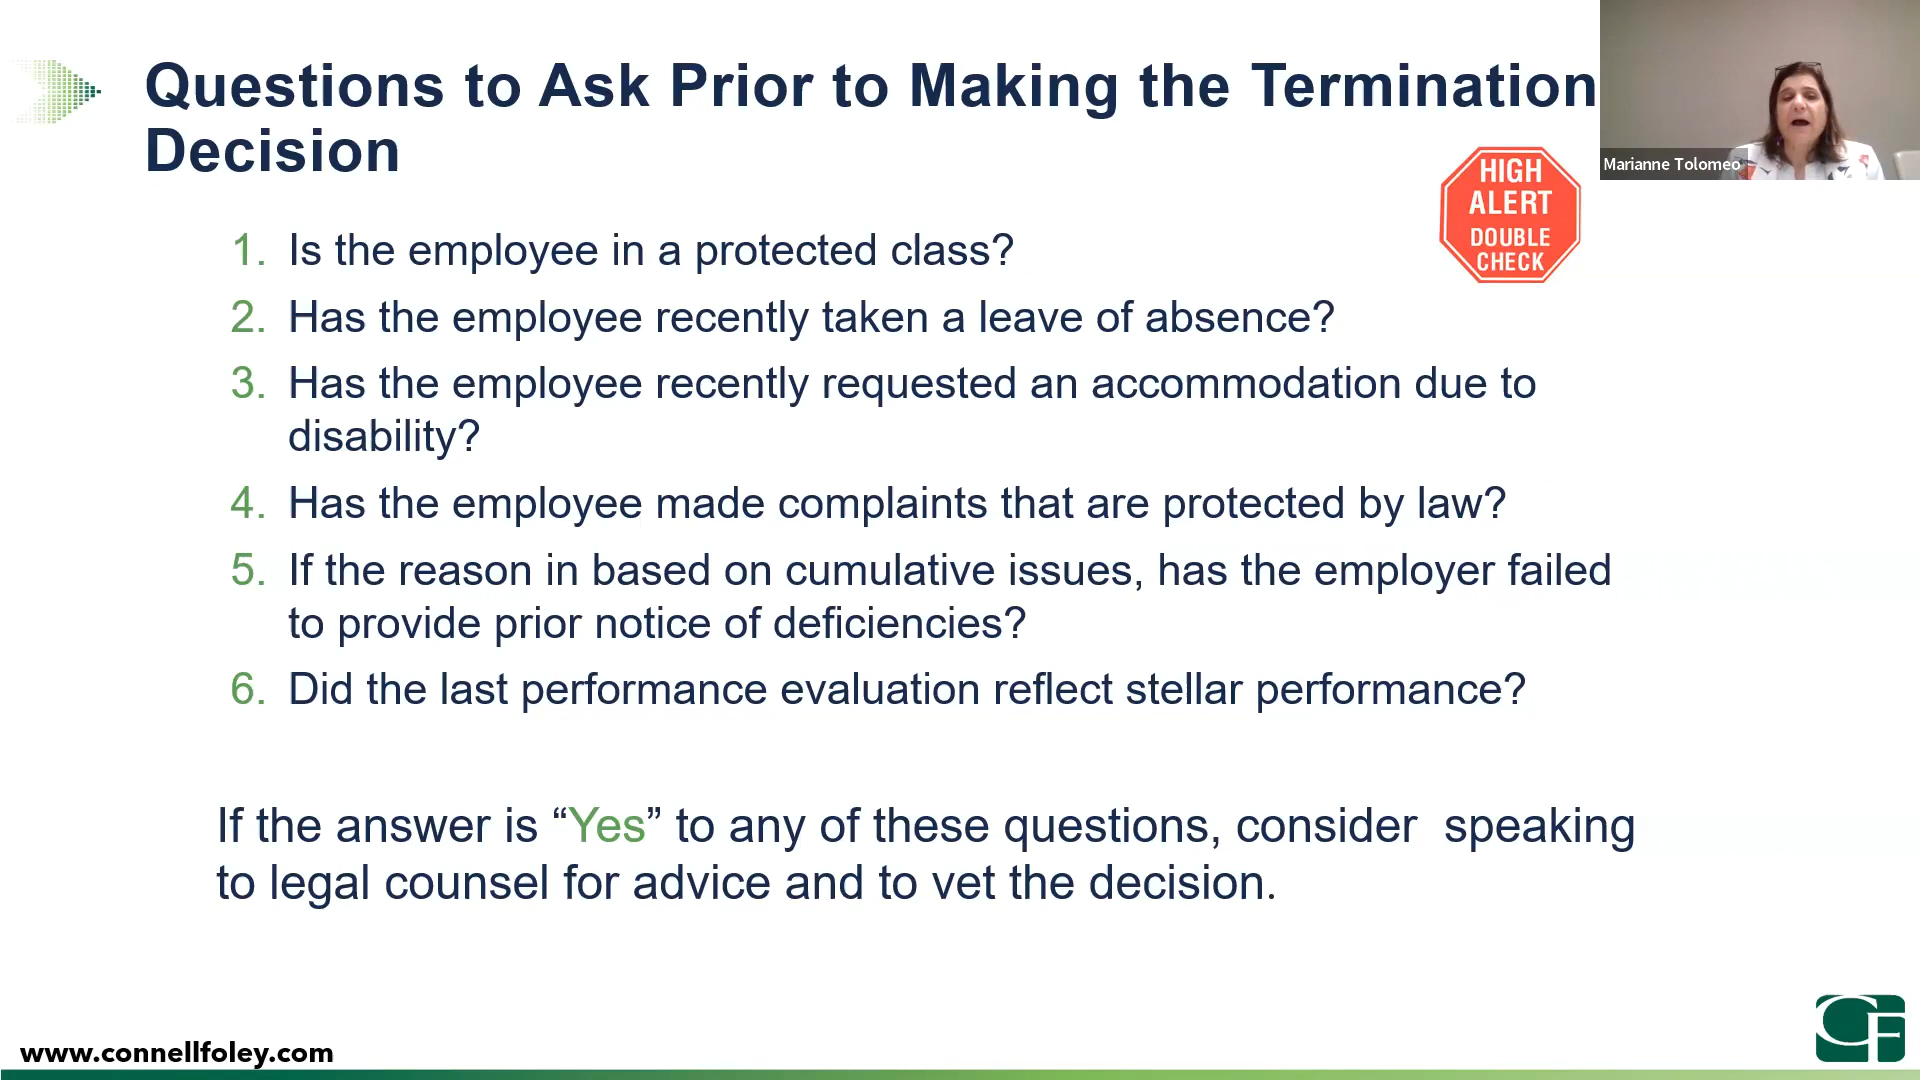 Questions to Ask Prior to Making the Termination
Decision
Marianne Tolomeo
HIGH
ALERT
DOUBLE
CHECK
1. Is the employee in a protected class?
2. Has the employee recently taken a leave of absence?
3. Has the employee recently requested an accommodation due to
disability?
4. Has the employee made complaints that are protected by law?
5. If the reason in based on cumulative issues, has the employer failed
to provide prior notice of deficiencies?
6. Did the last performance evaluation reflect stellar performance?
If the answer is “Yes” to any of these questions, consider  speaking
to legal counsel for advice and to vet the decision.
CF
www.connellfoley.com